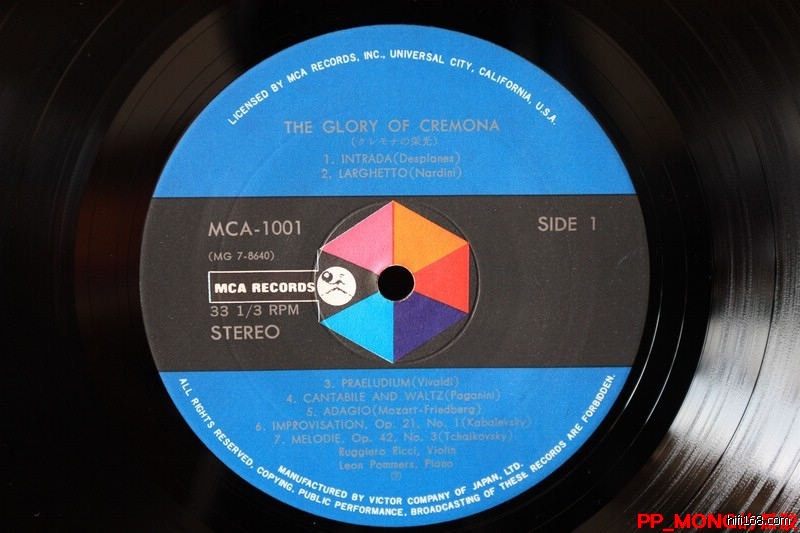 LICENSED BY MCA RECORDS, INC., UNIVERSAL CITY, CALIFORNIA, U.S.A.
THE GLORY OF CREMONA
(クレモナの栄光)
1. INTRADA(Desplanes)
2. LARGHETTO(Nardini)
MCA-1001
SIDE 1
(MG 7-8640)
MCA RECORDS
33 1/3 RPM
STEREO
3. PRAELUDIUM(Vivaldi)
4. CANTABILE AND WALTZ(Paganini)
5. ADAGIO(Mozart-Friedberg)
6. IMPROVISATION, Op. 21, No. 1(Kabalevsky)
7. MELODIE, Op. 42, No. 3(Tchaikovsky)
Ruggiero Ricci, Violin
Leon Pommers, Piano
ALL RIGHTS RESERVED, COPYING, PUBLIC PERFORMANCE, BROADCASTING OF THESE RECORDS ARE FORBIDDEN.
MANUFACTURED BY VICTOR COMPANY OF JAPAN, LTD.
PP_MONO
hifi168.com